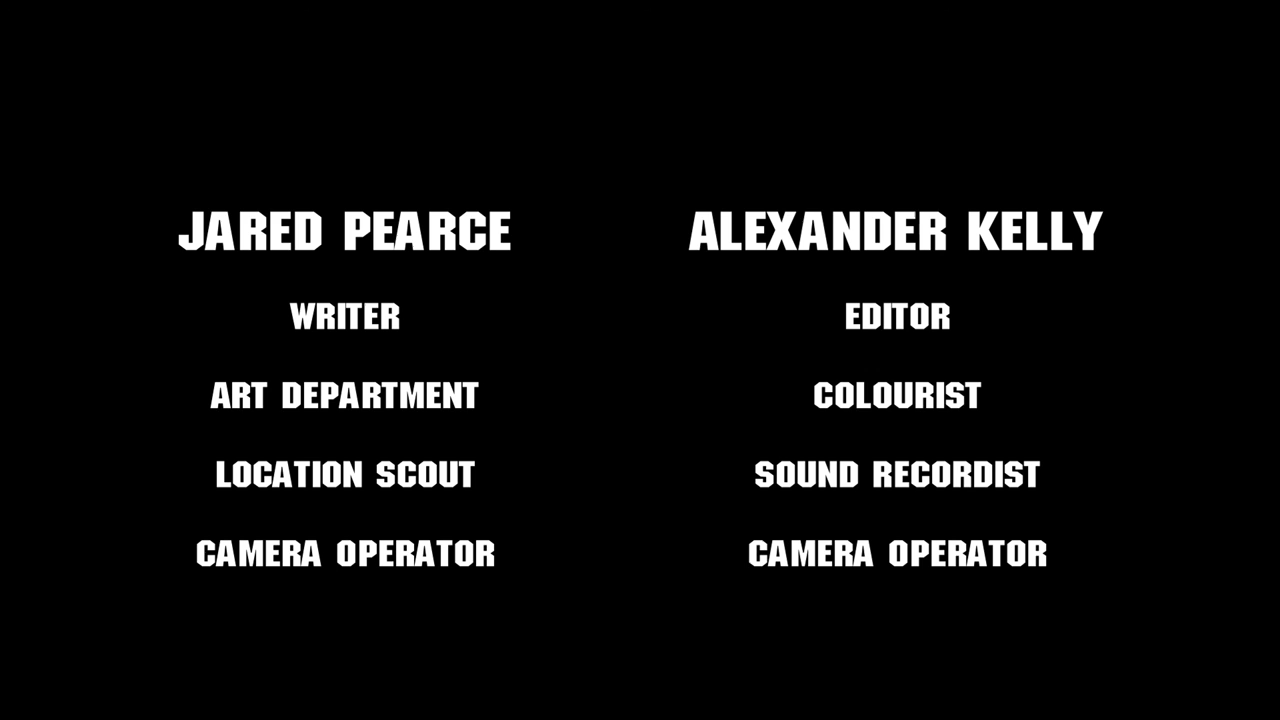 JARED PEARCE
WRITER
ART DEPARTMENT
LOCATION SCOUT
CAMERA OPERATOR
ALEXANDER KELLY
EDITOR
COLOURIST
SOUND RECORDIST
CAMERA OPERATOR